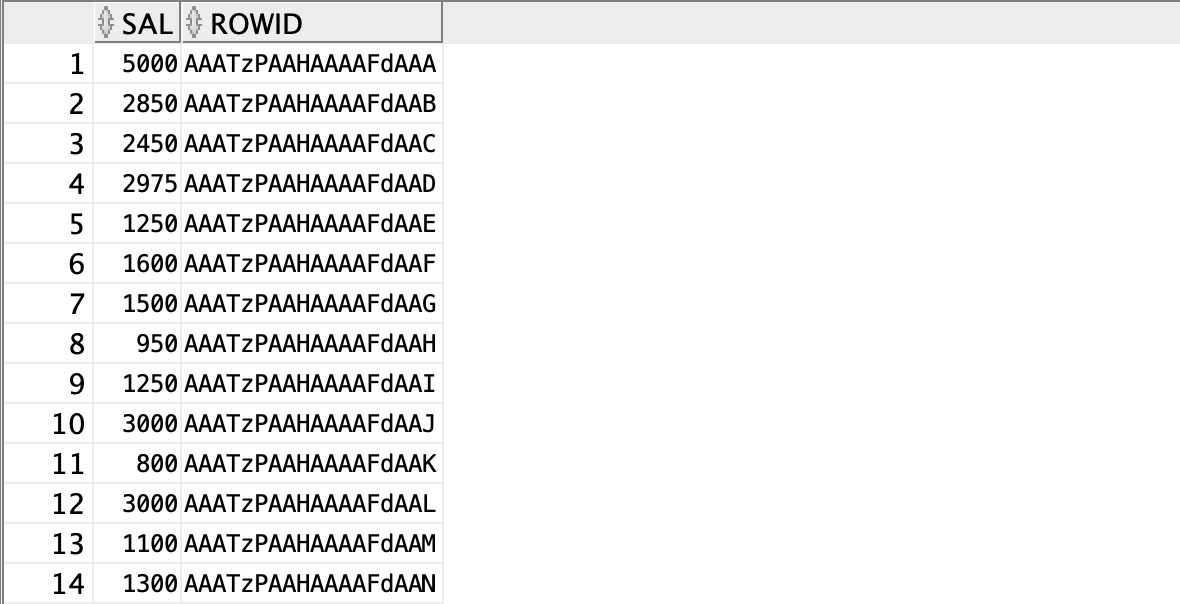 SAL ROWID
1 5000 AAATzPAAHAAAAFdAAA
2 2850 AAATzPAAHAAAAFdAAB
3 2450 AAATzPAAHAAAAFdAAC
4 2975 AAATzPAAHAAAAFdAAD
5 1250 AAATzPAAHAAAAFdAAE
6 1600 AAATzPAAHAAAAFdAAF
7 1500 AAATzPAAHAAAAFdAAG
8 950 AAATzPAAHAAAAFdAAH
9 1250 AAATzPAAHAAAAFdAAI
10 3000 AAATzPAAHAAAAFdAAJ
11 800 AAATzPAAHAAAAFdAAK
12 3000 AAATzPAAHAAAAFdAAL
13 1100 AAATzPAAHAAAAFdAAM
14 1300 AAATzPAAHAAAAFdAAN